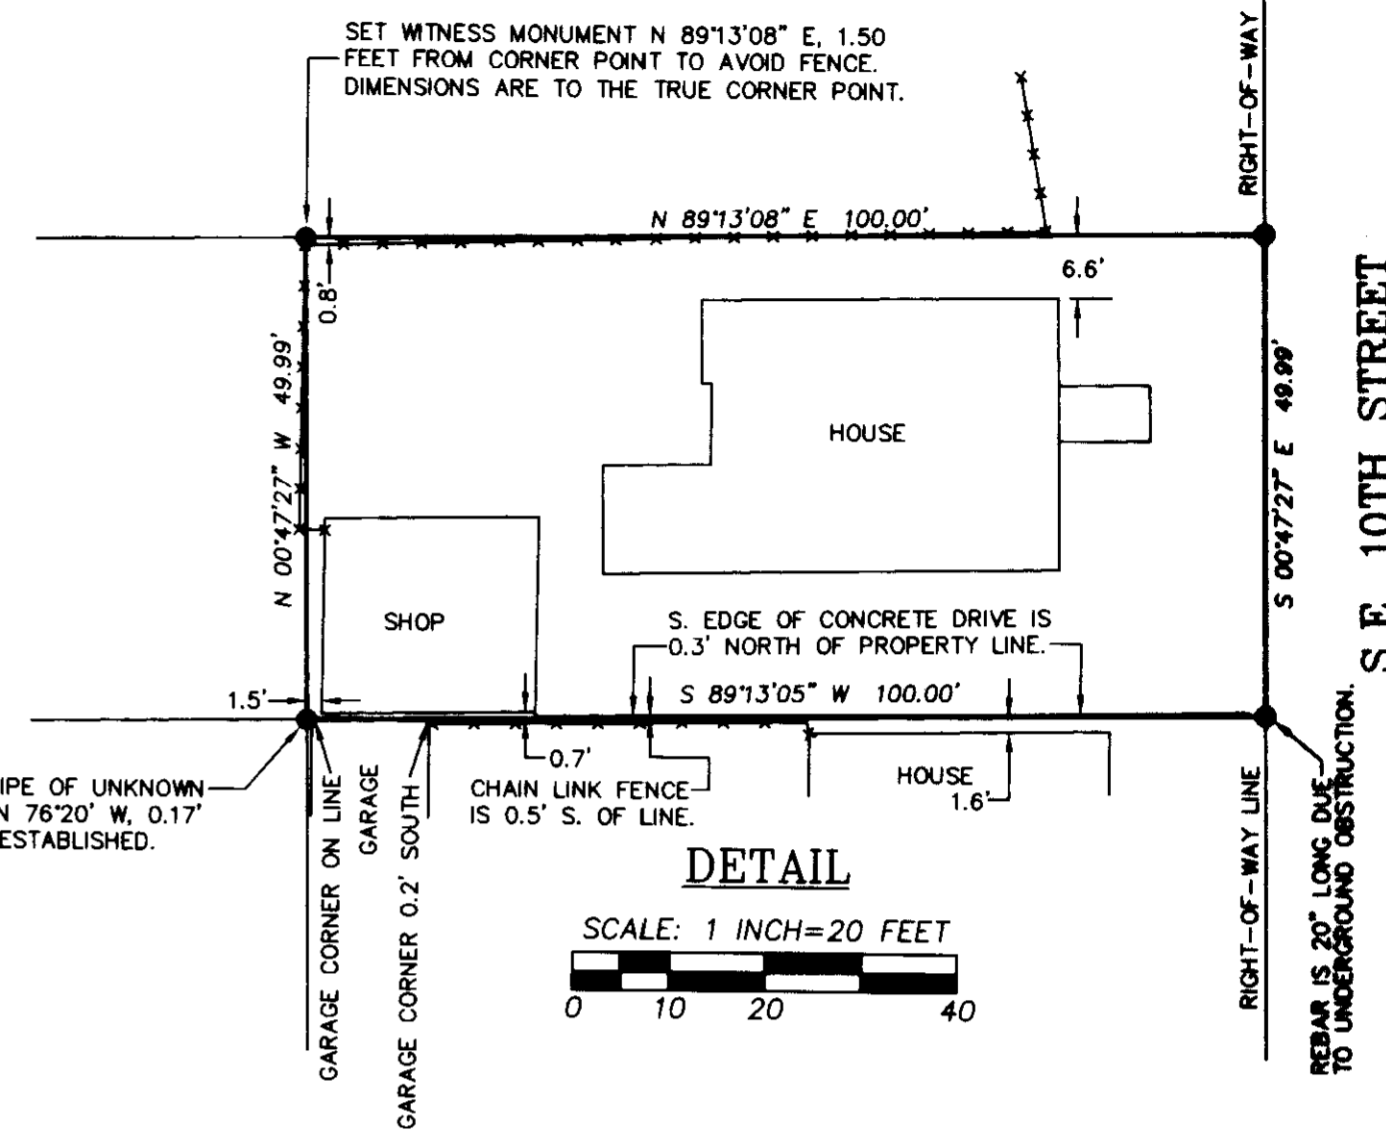 SET WITNESS MONUMENT N 89°13'08" E, 1.50
FEET FROM CORNER POINT TO AVOID FENCE.
DIMENSIONS ARE TO THE TRUE CORNER POINT.
RIGHT-OF-WAY
N 89°13'08" E 100.00'
6.6'
0.8'
N 00°47'27" W 49.99'
HOUSE
S 00°47'27" E 49.99'
S E 10TH STREET
SHOP
S. EDGE OF CONCRETE DRIVE IS
0.3' NORTH OF PROPERTY LINE.
1.5'
S 89°13'05" W 100.00'
0.7'
IPE OF UNKNOWN
N 76°20' W, 0.17'
ESTABLISHED.
GARAGE CORNER ON LINE
GARAGE
GARAGE CORNER 0.2' SOUTH
CHAIN LINK FENCE
IS 0.5' S. OF LINE.
HOUSE
1.6'
RIGHT-OF-WAY LINE
REBAR IS 20" LONG DUE
TO UNDERGROUND OBSTRUCTION.
DETAIL
SCALE: 1 INCH=20 FEET
0 10 20 40